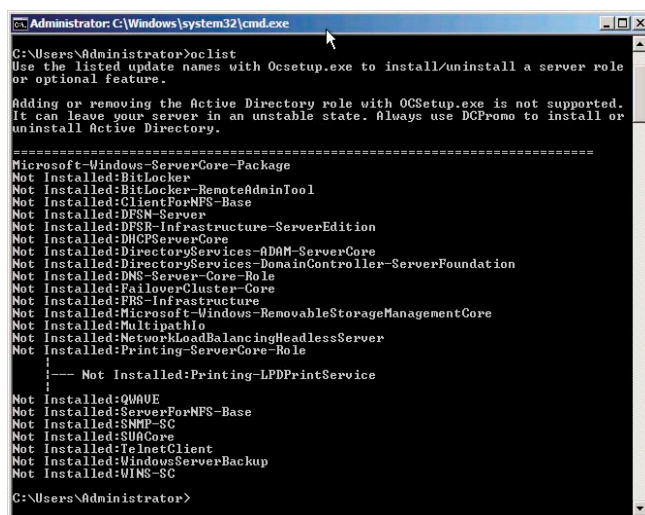 Administrator: C:\Windows\system32\cmd.exe
C:\Users\Administrator>oclist
Use the listed update names with Ocsetup.exe to install/uninstall a server role
or optional feature.
Adding or removing the Active Directory role with OCSetup.exe is not supported.
It can leave your server in an unstable state. Always use DCPromo to install or
uninstall Active Directory.
===========================================================================
Microsoft-Windows-ServerCore-Package
Not Installed:BitLocker
Not Installed:BitLocker-RemoteAdminTool
Not Installed:ClientForNFS-Base
Not Installed:DFSN-Server
Not Installed:DFSR-Infrastructure-ServerEdition
Not Installed:DHCPServerCore
Not Installed:DirectoryServices-ADAM-ServerCore
Not Installed:DirectoryServices-DomainController-ServerFoundation
Not Installed:DNS-Server-Core-Role
Not Installed:FailoverCluster-Core
Not Installed:FRS-Infrastructure
Not Installed:Microsoft-Windows-RemovableStorageManagementCore
Not Installed:MultipathIo
Not Installed:NetworkLoadBalancingHeadlessServer
Not Installed:Printing-ServerCore-Role
|
|--- Not Installed:Printing-LPDPrintService
|
Not Installed:QWAVE
Not Installed:ServerForNFS-Base
Not Installed:SNMP-SC
Not Installed:SUACore
Not Installed:TelnetClient
Not Installed:WindowsServerBackup
Not Installed:WINS-SC
C:\Users\Administrator>